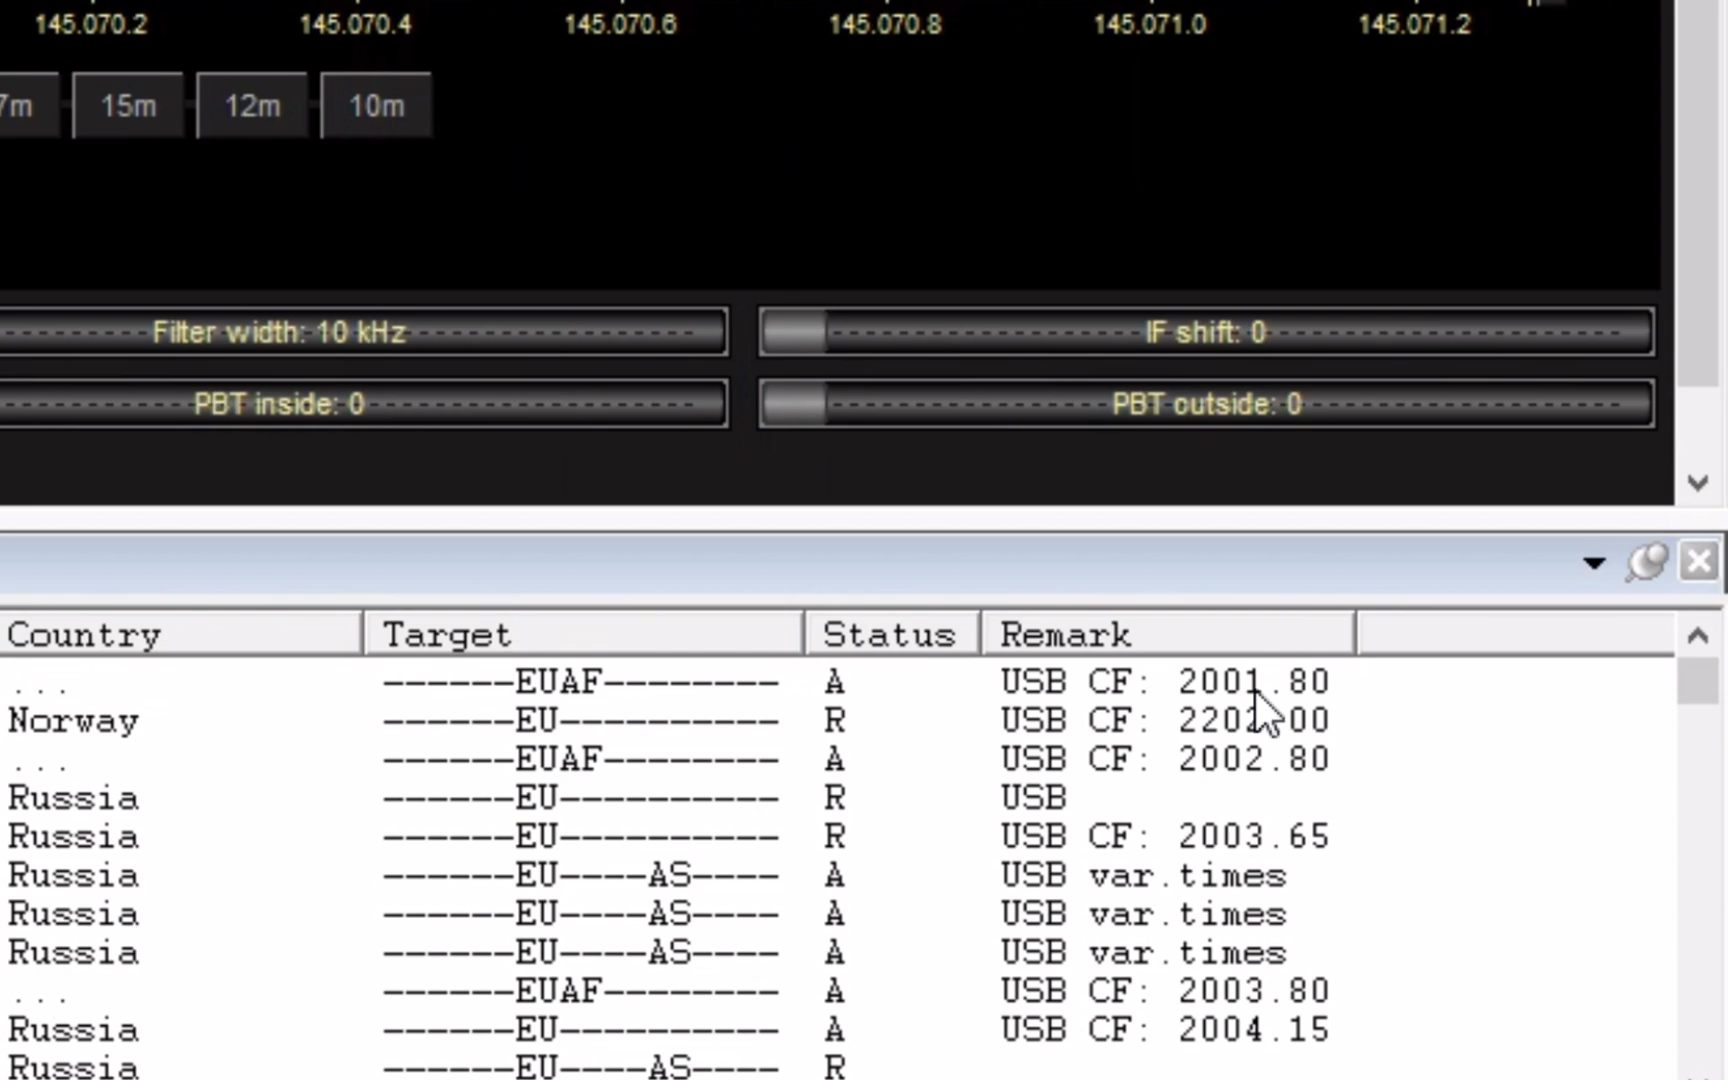 145.070.2 145.070.4 145.070.6 145.070.8 145.071.0 145.071.2
7m 15m 12m 10m
Filter width: 10 kHz IF shift: 0
PBT inside: 0 PBT outside: 0
Country Target Status Remark
... ------EUAF-------- A USB CF: 2001.80
Norway ------EU---------- R USB CF: 2202.00
... ------EUAF-------- A USB CF: 2002.80
Russia ------EU---------- R USB
Russia ------EU---------- R USB CF: 2003.65
Russia ------EU----AS---- A USB var.times
Russia ------EU----AS---- A USB var.times
Russia ------EU----AS---- A USB var.times
... ------EUAF-------- A USB CF: 2003.80
Russia ------EU---------- A USB CF: 2004.15
Russia ------EU----AS---- R